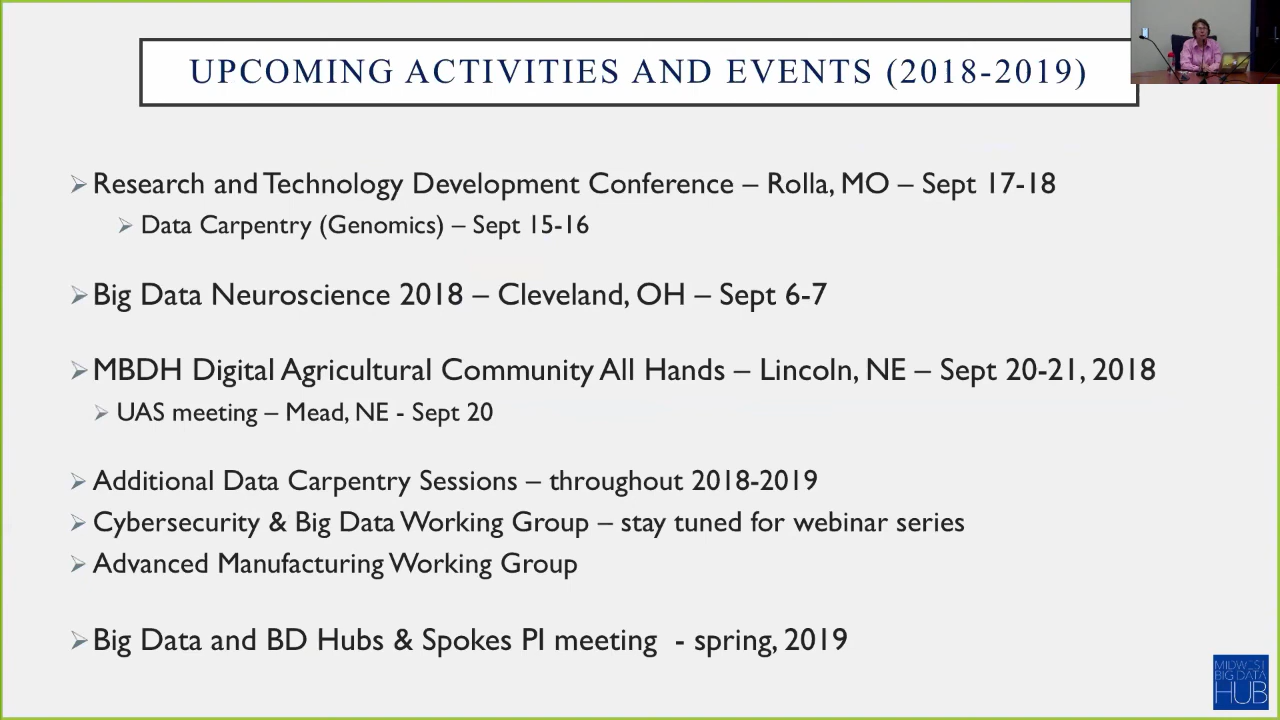 UPCOMING ACTIVITIES AND EVENTS (2018-2019)
Research and Technology Development Conference – Rolla, MO – Sept 17-18
Data Carpentry (Genomics) – Sept 15-16
Big Data Neuroscience 2018 – Cleveland, OH – Sept 6-7
MBDH Digital Agricultural Community All Hands – Lincoln, NE – Sept 20-21, 2018
UAS meeting – Mead, NE - Sept 20
Additional Data Carpentry Sessions – throughout 2018-2019
Cybersecurity & Big Data Working Group – stay tuned for webinar series
Advanced Manufacturing Working Group
Big Data and BD Hubs & Spokes PI meeting - spring, 2019
MIDWEST
BIG DATA
HUB